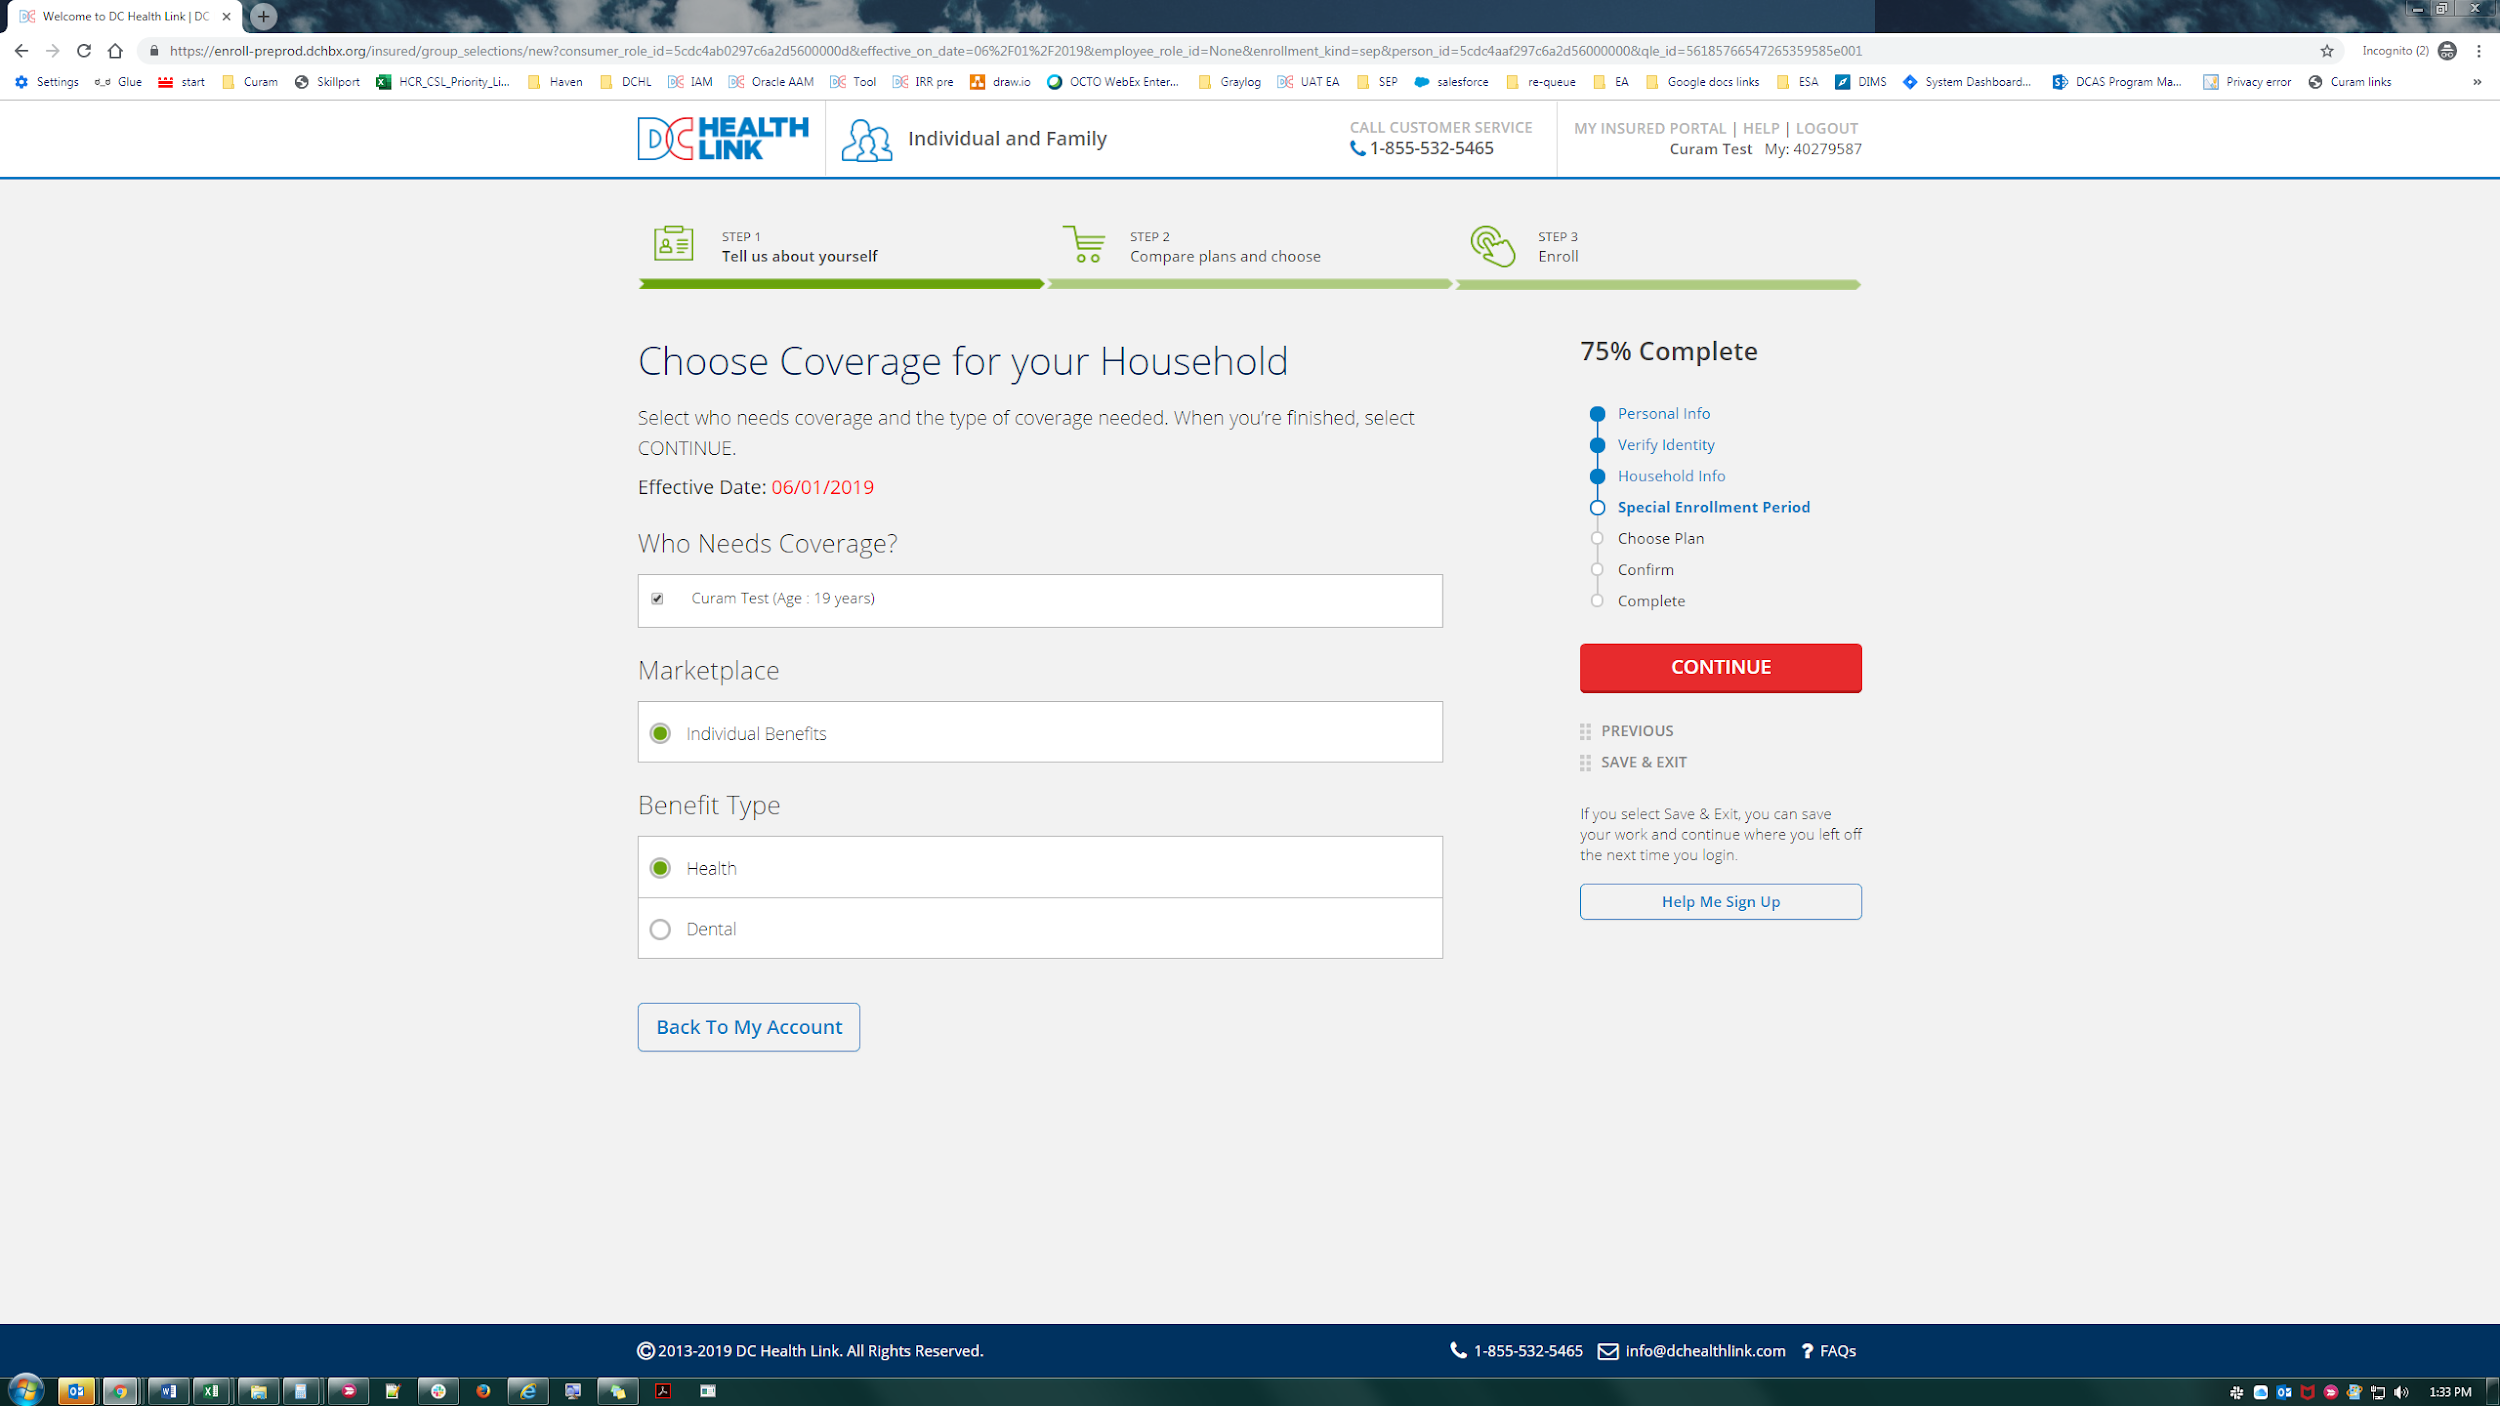 Welcome to DC Health Link | DC
https://enroll-preprod.dchbx.org/insured/group_selections/new?consumer_role_id=5cdc4ab0297c6a2d5600000d&effective_on_date=06%2F01%2F2019&employee_role_id=None&enrollment_kind=sep&person_id=5cdc4aaf297c6a2d56000000&qle_id=56185766547265359585e001
Incognito (2)
Settings Glue start Curam Skillport HCR_CSL_Priority_Li... Haven DCHL IAM Oracle AAM Tool IRR pre draw.io OCTO WebEx Enter... Graylog UAT EA SEP salesforce re-queue EA Google docs links ESA DIMS System Dashboard... DCAS Program Ma... Privacy error Curam links »
DC HEALTH LINK
Individual and Family
CALL CUSTOMER SERVICE
1-855-532-5465
MY INSURED PORTAL | HELP | LOGOUT
Curam Test My: 40279587
STEP 1
Tell us about yourself
STEP 2
Compare plans and choose
STEP 3
Enroll
Choose Coverage for your Household
Select who needs coverage and the type of coverage needed. When you’re finished, select
CONTINUE.
Effective Date: 06/01/2019
Who Needs Coverage?
Curam Test (Age : 19 years)
Marketplace
Individual Benefits
Benefit Type
Health
Dental
Back To My Account
75% Complete
Personal Info
Verify Identity
Household Info
Special Enrollment Period
Choose Plan
Confirm
Complete
CONTINUE
PREVIOUS
SAVE & EXIT
If you select Save & Exit, you can save
your work and continue where you left off
the next time you login.
Help Me Sign Up
© 2013-2019 DC Health Link. All Rights Reserved.
1-855-532-5465 info@dchealthlink.com ? FAQs
1:33 PM